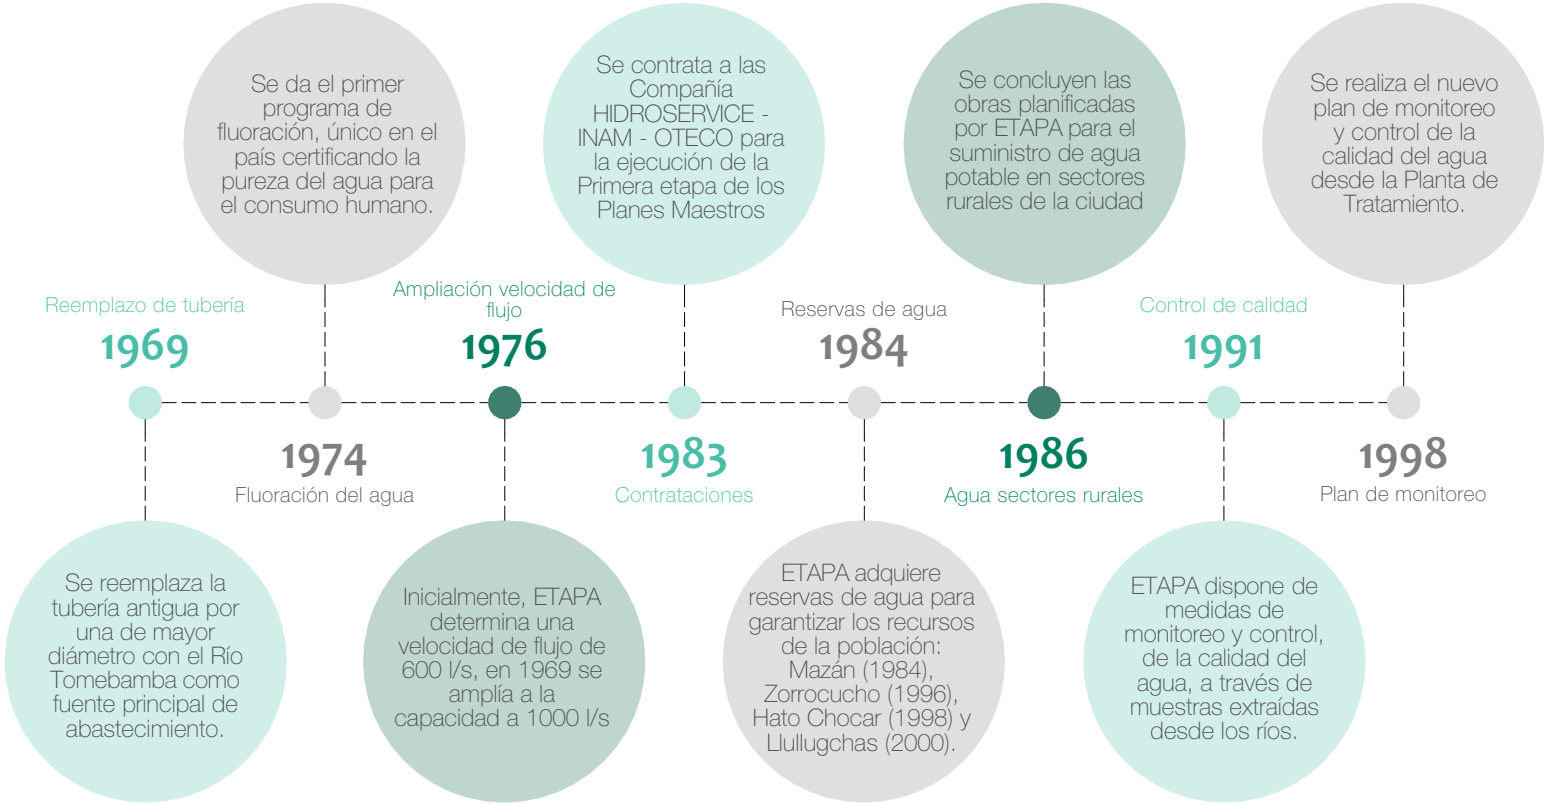 Se da el primer
programa de
fluoración, único en el
país certificando la
pureza del agua para
el consumo humano.
Se contrata a las
Compañía
HIDROSERVICE -
INAM - OTECO para
la ejecución de la
Primera etapa de los
Planes Maestros
Se concluyen las
obras planificadas
por ETAPA para el
suministro de agua
potable en sectores
rurales de la ciudad
Se realiza el nuevo
plan de monitoreo
y control de la
calidad del agua
desde la Planta de
Tratamiento.
Reemplazo de tubería
1969
Ampliación velocidad de
flujo
1976
Reservas de agua
1984
Control de calidad
1991
1974
Fluoración del agua
1983
Contrataciones
1986
Agua sectores rurales
1998
Plan de monitoreo
Se reemplaza la
tubería antigua por
una de mayor
diámetro con el Río
Tomebamba como
fuente principal de
abastecimiento.
Inicialmente, ETAPA
determina una
velocidad de flujo de
600 l/s, en 1969 se
amplía a la
capacidad a 1000 l/s
ETAPA adquiere
reservas de agua para
garantizar los recursos
de la población:
Mazán (1984),
Zorrocucho (1996),
Hato Chocar (1998) y
Llullugchas (2000).
ETAPA dispone de
medidas de
monitoreo y control,
de la calidad del
agua, a través de
muestras extraídas
desde los ríos.